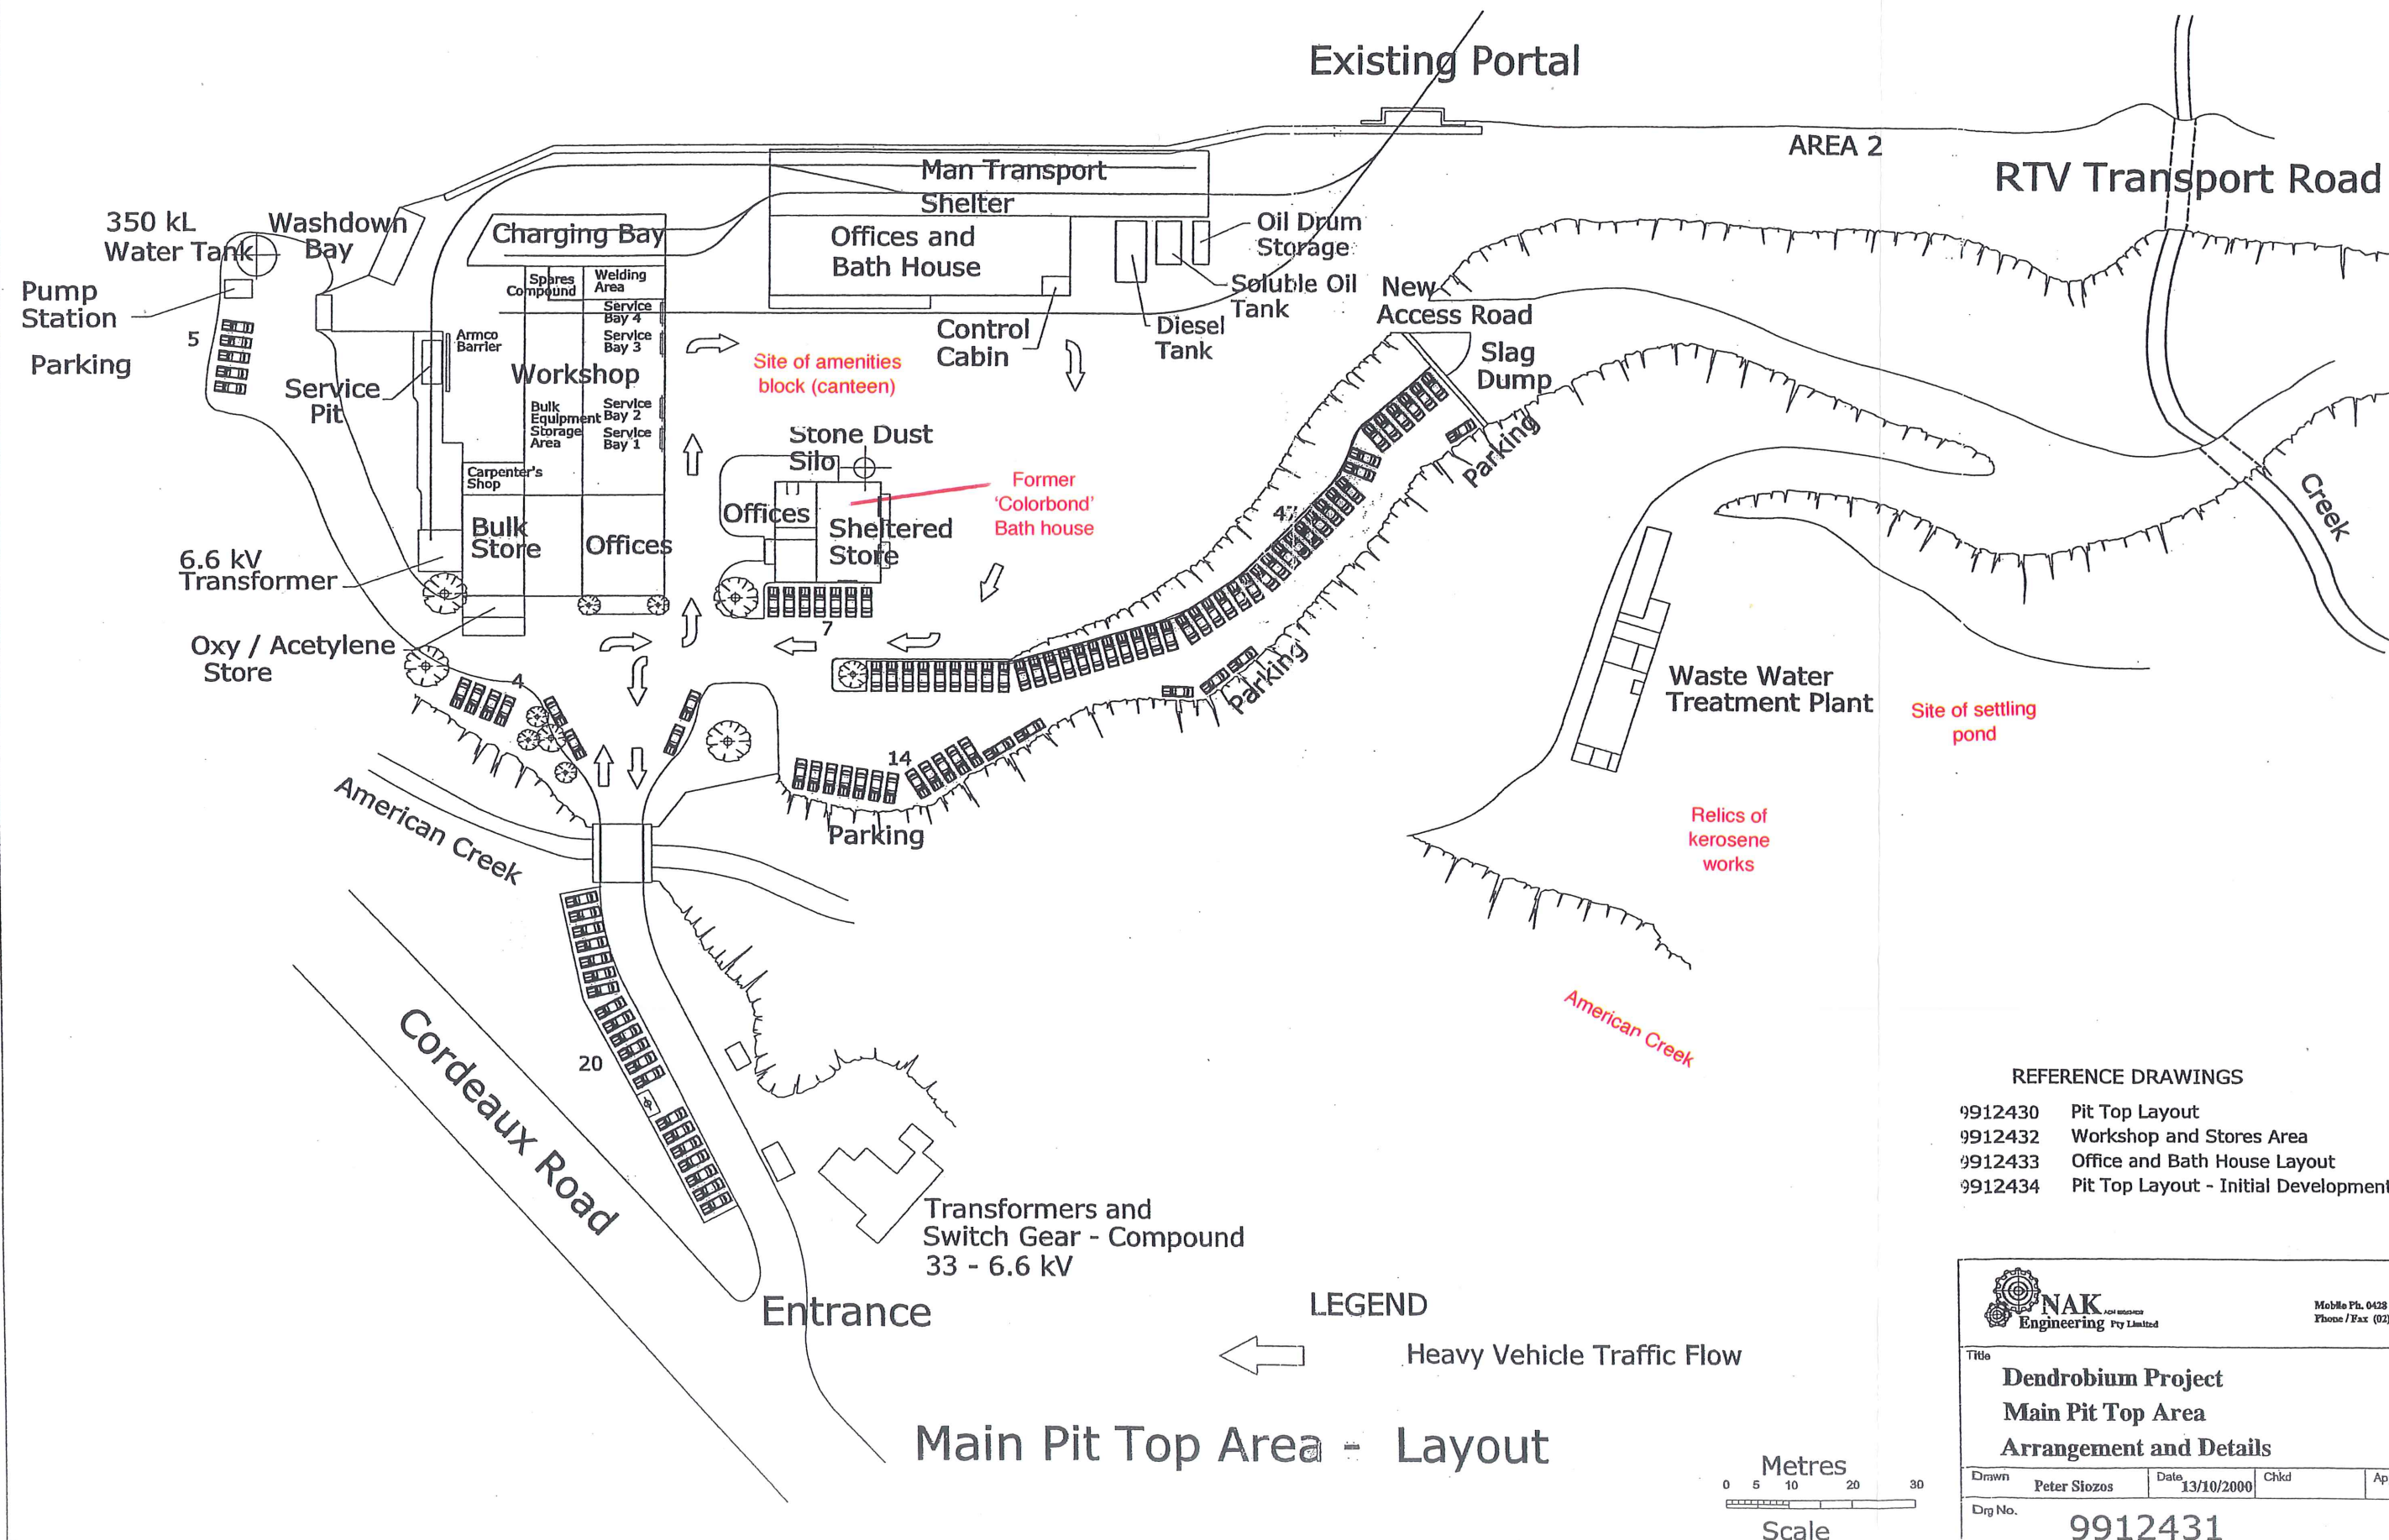 Existing Portal
AREA 2
RTV Transport Road
Man Transport
Shelter
350 kL
Water Tank
Washdown
Bay
Charging Bay
Offices and
Bath House
Oil Drum
Storage
Soluble Oil
Tank
Diesel
Tank
Control
Cabin
New
Access Road
Slag
Dump
Pump
Station
5
Parking
Spares
Compound
Welding
Area
Service
Bay 4
Service
Bay 3
Armco
Barrier
Workshop
Service
Pit
Bulk
Equipment
Storage
Area
Service
Bay 2
Service
Bay 1
Site of amenities
block (canteen)
Stone Dust
Silo
Carpenter's
Shop
Offices
Sheltered
Store
Former
‘Colorbond’
Bath house
47
Parking
Creek
Bulk
Store
Offices
6.6 kV
Transformer
Oxy / Acetylene
Store
7
4
Parking
Waste Water
Treatment Plant
Site of settling
pond
14
Parking
American Creek
Relics of
kerosene
works
American Creek
20
Cordeaux Road
Transformers and
Switch Gear - Compound
33 - 6.6 kV
Entrance
LEGEND
Heavy Vehicle Traffic Flow
Main Pit Top Area - Layout
Metres
0 5 10 20 30
Scale
REFERENCE DRAWINGS
9912430 Pit Top Layout
9912432 Workshop and Stores Area
9912433 Office and Bath House Layout
9912434 Pit Top Layout - Initial Development
NAK
Engineering Pty Limited
Mobile Ph. 0428
Phone / Fax (02)
Title
Dendrobium Project
Main Pit Top Area
Arrangement and Details
Drawn Peter Siozos Date 13/10/2000 Chkd Ap
Drg No. 9912431